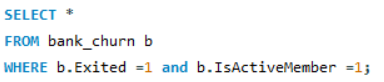 SELECT *
FROM bank_churn b
WHERE b.Exited =1 and b.IsActiveMember =1;